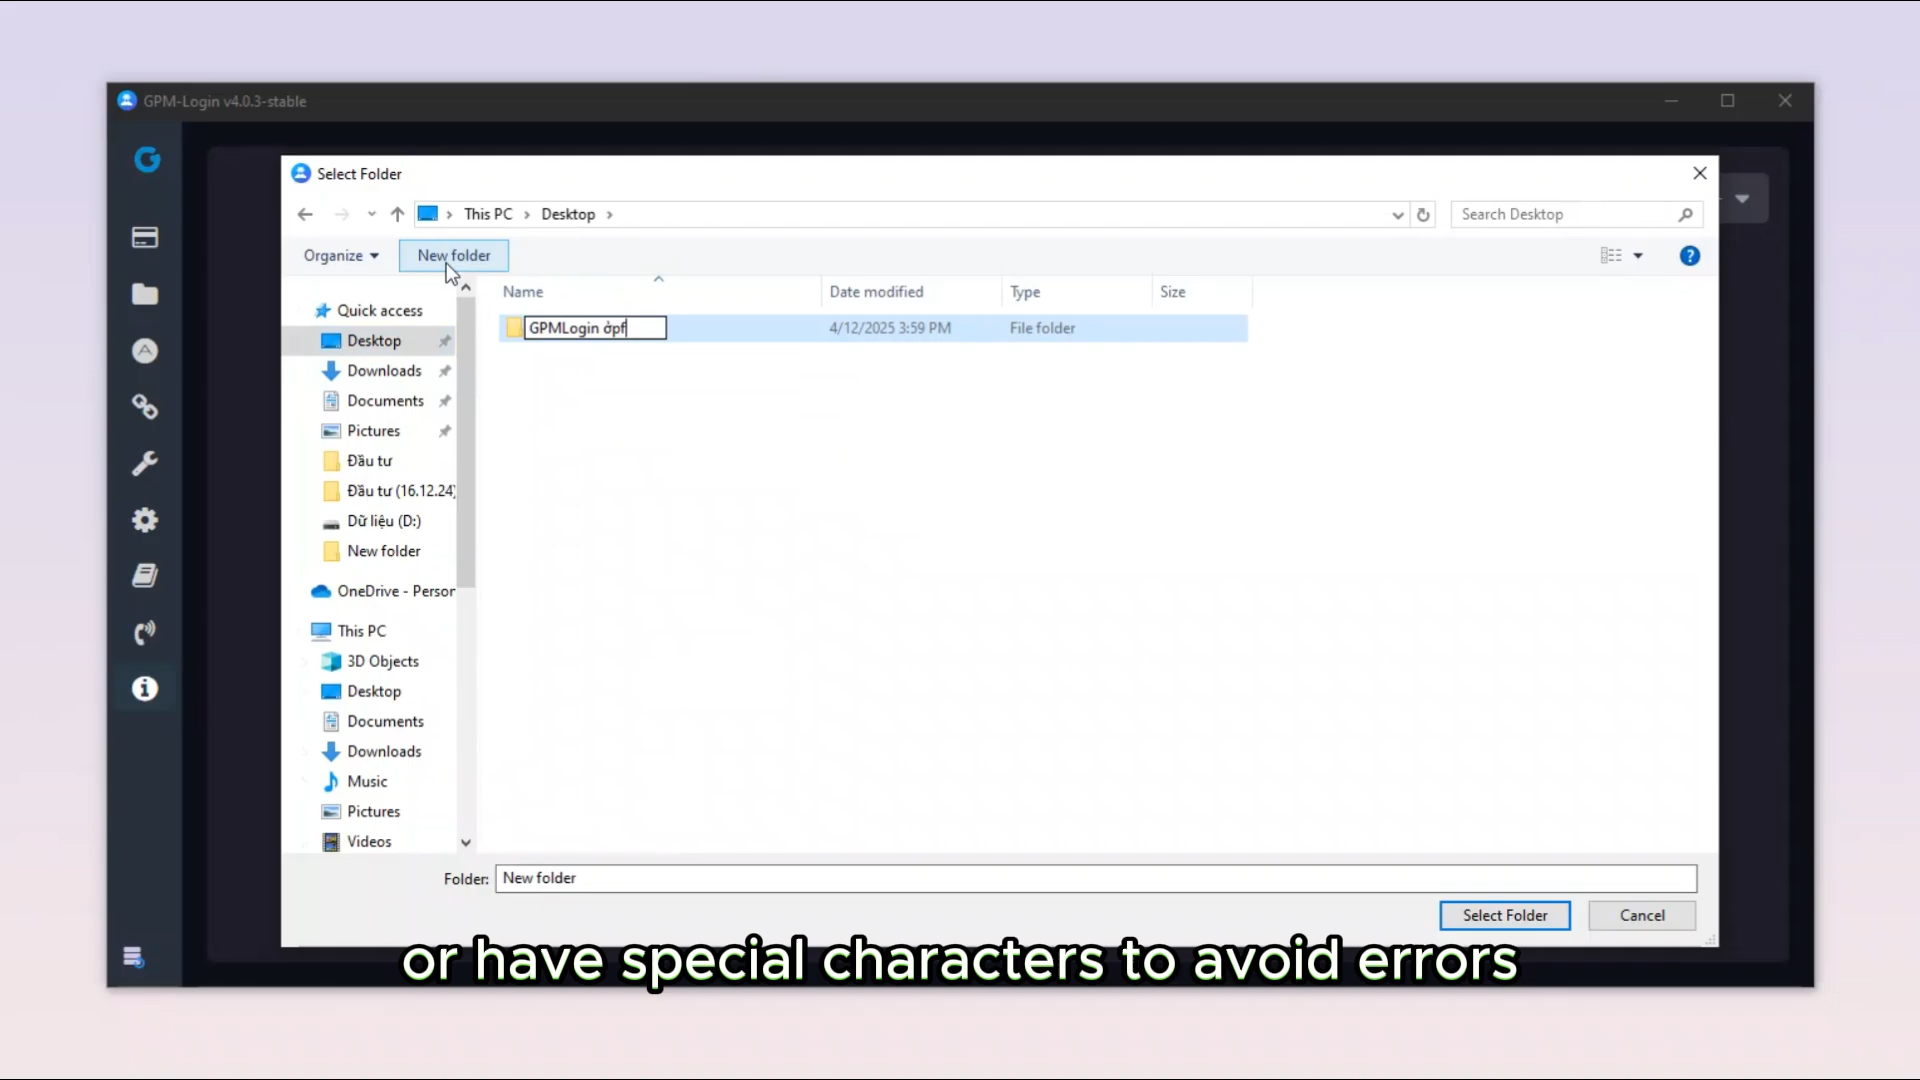 GPM-Login v4.0.3-stable
Select Folder
This PC
Desktop
Search Desktop
Organize
New folder
Name
Date modified
Type
Size
Quick access
GPMLogin ởpf
4/12/2025 3:59 PM
File folder
Desktop
Downloads
Documents
Pictures
Đầu tư
Đầu tư (16.12.24)
Dữ liệu (D:)
New folder
OneDrive - Person
This PC
3D Objects
Desktop
Documents
Downloads
Music
Pictures
Videos
Folder:
New folder
Select Folder
Cancel
or have special characters to avoid errors